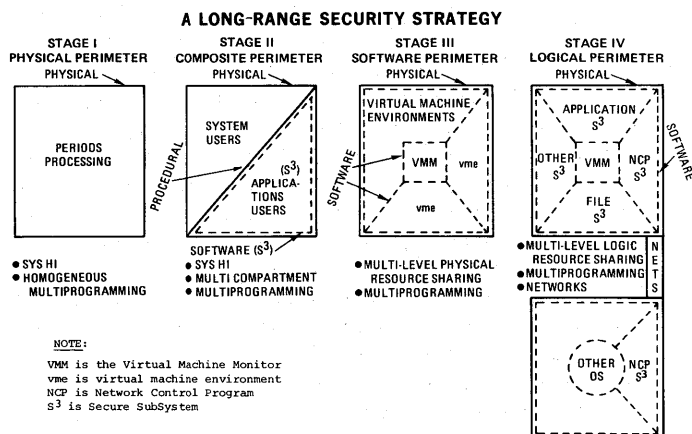 A LONG-RANGE SECURITY STRATEGY
STAGE I
PHYSICAL PERIMETER
PHYSICAL
PERIODS
PROCESSING
● SYS HI
● HOMOGENEOUS
MULTIPROGRAMMING
STAGE II
COMPOSITE PERIMETER
PHYSICAL
SYSTEM
USERS
PROCEDURAL
(S³)
APPLICA-
TIONS
USERS
SOFTWARE (S³)
● SYS HI
● MULTI COMPARTMENT
● MULTIPROGRAMMING
STAGE III
SOFTWARE PERIMETER
PHYSICAL
VIRTUAL MACHINE
ENVIRONMENTS
VMM
vme
vme
SOFTWARE
● MULTI-LEVEL PHYSICAL
RESOURCE SHARING
● MULTIPROGRAMMING
STAGE IV
LOGICAL PERIMETER
PHYSICAL
APPLICATION
S³
OTHER
S³
VMM
NCP
S³
FILE
S³
SOFTWARE
● MULTI-LEVEL LOGIC
RESOURCE SHARING
● MULTIPROGRAMMING
● NETWORKS
NETS
OTHER
OS
NCP
S³
NOTE:
VMM is the Virtual Machine Monitor
vme is virtual machine environment
NCP is Network Control Program
S³ is Secure SubSystem